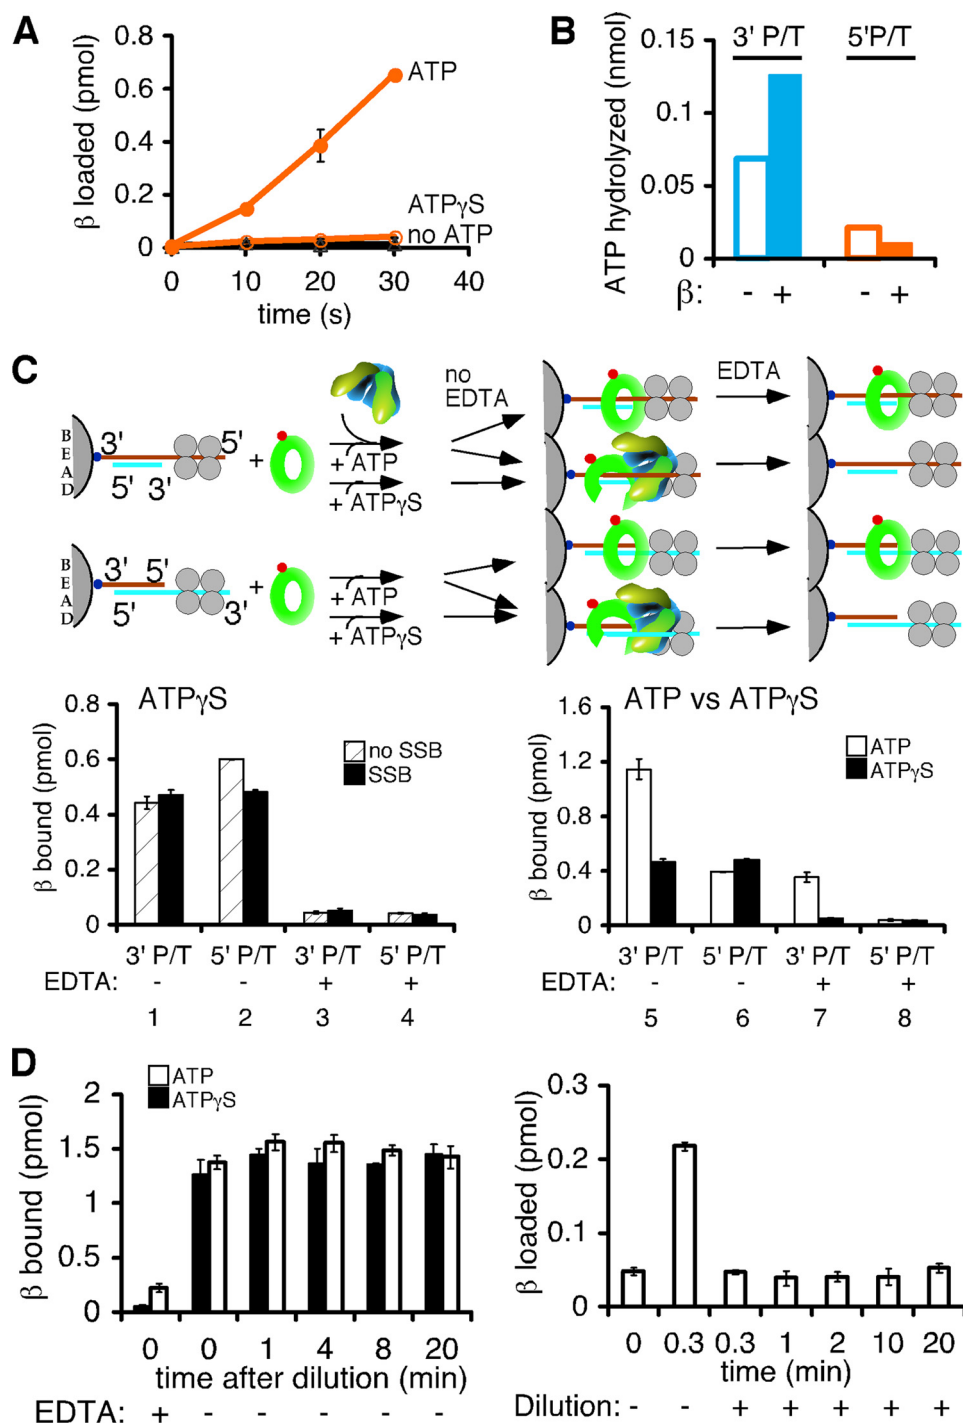 A
β loaded (pmol)
0.8
0.6
0.4
0.2
0
ATP
ATPγS
no ATP
0 10 20 30 40
time (s)
B
ATP hydrolyzed (nmol)
0.15
0.1
0.05
0
3' P/T 5'P/T
β: - + - +
C
BEAD
3' 5'
5' 3'
+
+ ATP
+ ATPγS
no
EDTA
EDTA
BEAD
3' 5'
5' 3'
+
+ ATP
+ ATPγS
ATPγS
β bound (pmol)
0.8
0.6
0.4
0.2
0
no SSB
SSB
3' P/T 5' P/T 3' P/T 5' P/T
EDTA: - - + +
1 2 3 4
ATP vs ATPγS
β bound (pmol)
1.6
1.2
0.8
0.4
0
ATP
ATPγS
3' P/T 5' P/T 3' P/T 5' P/T
EDTA: - - + +
5 6 7 8
D
ATP
ATPγS
β bound (pmol)
2
1.5
1
0.5
0
0 0 1 4 8 20
time after dilution (min)
EDTA: + - - - - -
β loaded (pmol)
0.3
0.2
0.1
0
0 0.3 0.3 1 2 10 20
time (min)
Dilution: - - + + + + +